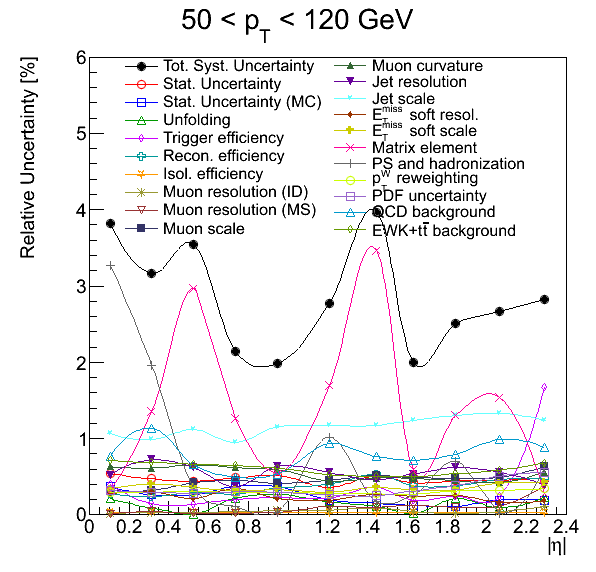 50 < pT < 120 GeV
Relative Uncertainty [%]
6
5
4
3
2
1
0
Tot. Syst. Uncertainty
Stat. Uncertainty
Stat. Uncertainty (MC)
Unfolding
Trigger efficiency
Recon. efficiency
Isol. efficiency
Muon resolution (ID)
Muon resolution (MS)
Muon scale
Muon curvature
Jet resolution
Jet scale
E_T^miss soft resol.
E_T^miss soft scale
Matrix element
PS and hadronization
p_T^W reweighting
PDF uncertainty
QCD background
EWK+tt̅ background
0 0.2 0.4 0.6 0.8 1 1.2 1.4 1.6 1.8 2 2.2 2.4
|η|